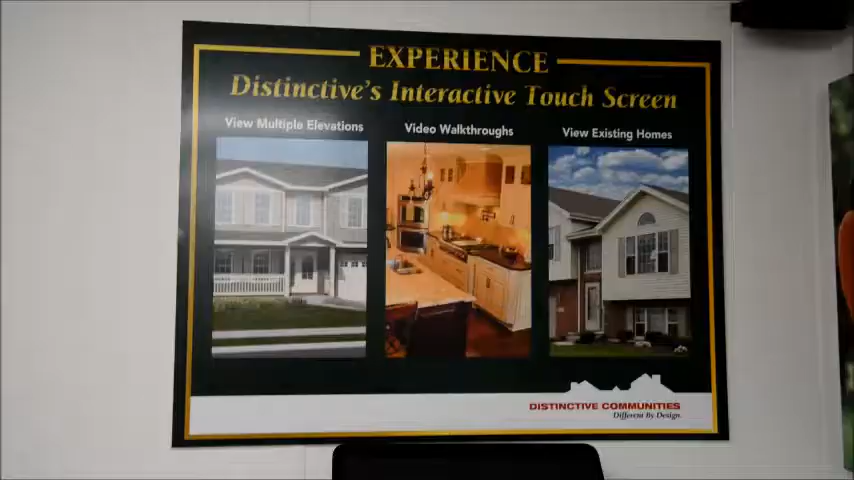 EXPERIENCE
Distinctive's Interactive Touch Screen
View Multiple Elevations
Video Walkthroughs
View Existing Homes
DISTINCTIVE COMMUNITIES
Different By Design.